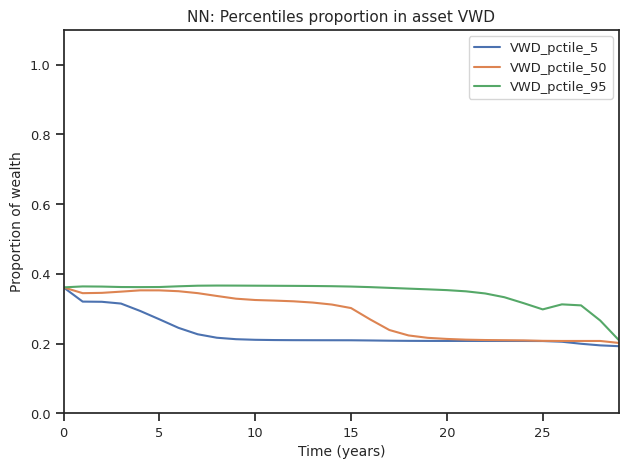 NN: Percentiles proportion in asset VWD
VWD_pctile_5
VWD_pctile_50
VWD_pctile_95
Proportion of wealth
1.0
0.8
0.6
0.4
0.2
0.0
0 5 10 15 20 25
Time (years)